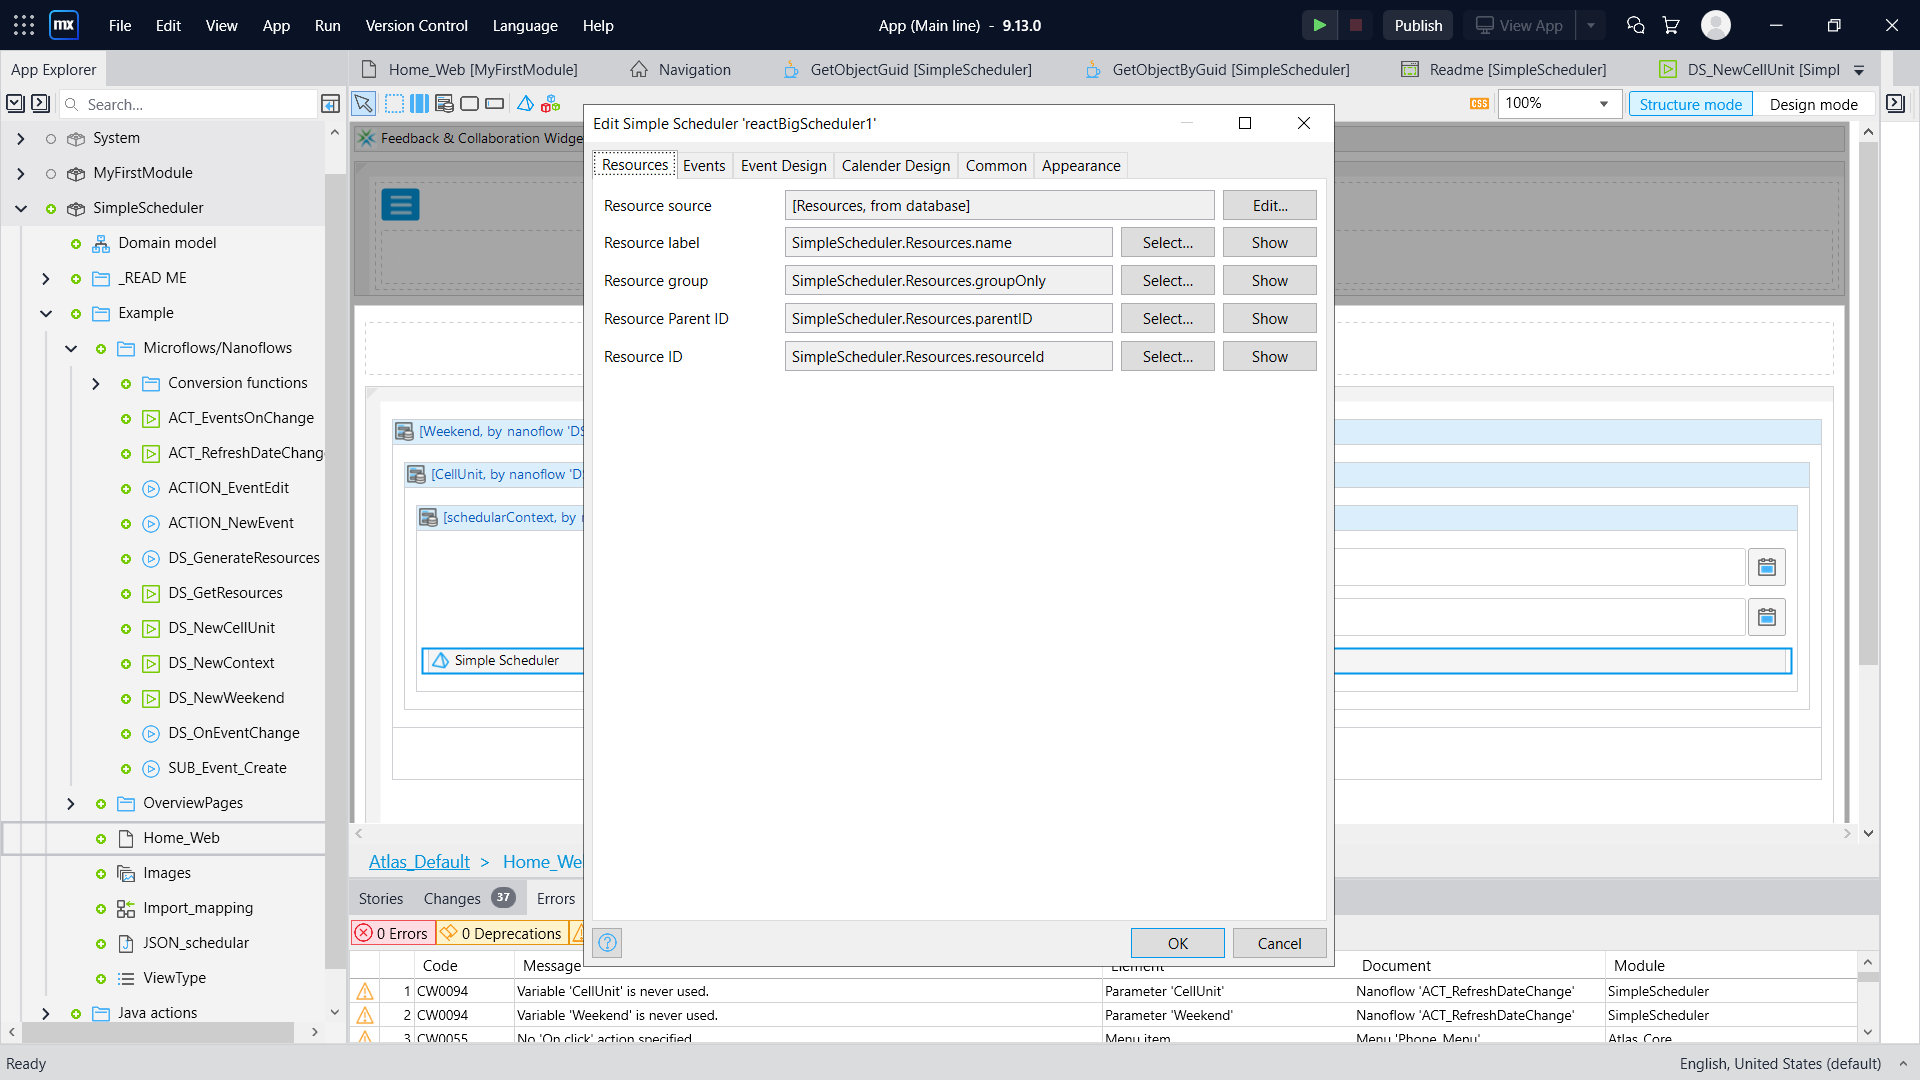 mx File Edit View App Run Version Control Language Help App (Main line) - 9.13.0 Publish View App
App Explorer Home_Web [MyFirstModule] Navigation GetObjectGuid [SimpleScheduler] GetObjectByGuid [SimpleScheduler] Readme [SimpleScheduler] DS_NewCellUnit [Simpl
Search... CSS 100% Structure mode Design mode
System
MyFirstModule
SimpleScheduler
Domain model
_READ ME
Example
Microflows/Nanoflows
Conversion functions
ACT_EventsOnChange
ACT_RefreshDateChang
ACTION_EventEdit
ACTION_NewEvent
DS_GenerateResources
DS_GetResources
DS_NewCellUnit
DS_NewContext
DS_NewWeekend
DS_OnEventChange
SUB_Event_Create
OverviewPages
Home_Web
Images
Import_mapping
JSON_schedular
ViewType
Java actions
Feedback & Collaboration Widge
[Weekend, by nanoflow 'DS
[CellUnit, by nanoflow 'D
[schedularContext, by
Simple Scheduler
Atlas_Default > Home_We
Edit Simple Scheduler 'reactBigScheduler1'
Resources Events Event Design Calender Design Common Appearance
Resource source [Resources, from database] Edit...
Resource label SimpleScheduler.Resources.name Select... Show
Resource group SimpleScheduler.Resources.groupOnly Select... Show
Resource Parent ID SimpleScheduler.Resources.parentID Select... Show
Resource ID SimpleScheduler.Resources.resourceId Select... Show
? OK Cancel
Stories Changes 37 Errors
0 Errors 0 Deprecations
Code Message Element Document Module
1 CW0094 Variable 'CellUnit' is never used. Parameter 'CellUnit' Nanoflow 'ACT_RefreshDateChange' SimpleScheduler
2 CW0094 Variable 'Weekend' is never used. Parameter 'Weekend' Nanoflow 'ACT_RefreshDateChange' SimpleScheduler
3 CW0055 No 'On click' action specified Menu item Menu 'Phone_Menu' Atlas_Core
Ready English, United States (default)